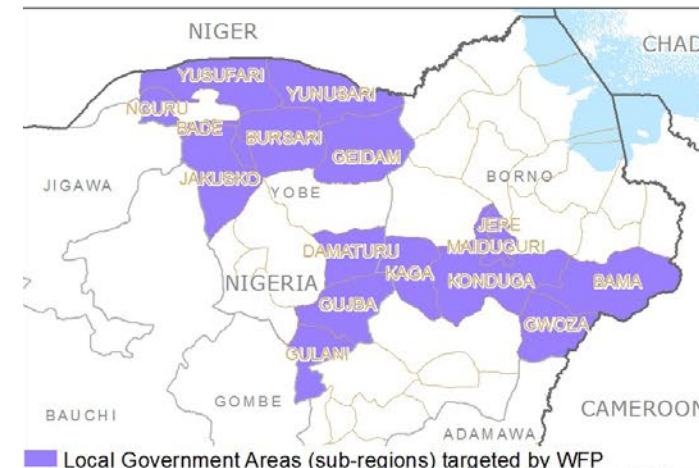 NIGER
CHAD
YUSUFARI
YUNUSARI
NGURU
BADE
BURSARI
GEIDAM
JAKUSKO
JIGAWA
YOBE
BORNO
JERE
MAIDUGURI
DAMATURU
KAGA
KONDUGA
BAMA
NIGERIA
GUJBA
GWOZA
GULANI
GOMBE
CAMEROON
BAUCHI
ADAMAWA
Local Government Areas (sub-regions) targeted by WFP